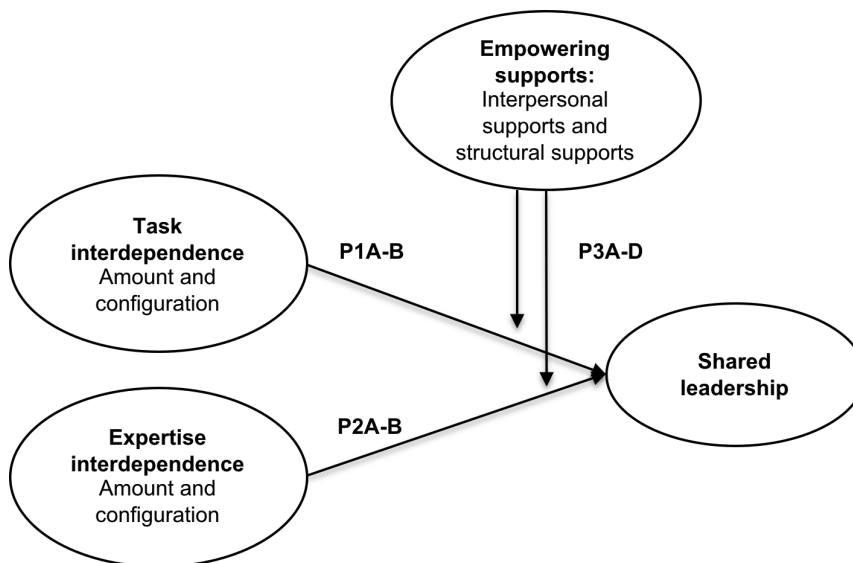 Empowering
supports:
Interpersonal
supports and
structural supports
Task
interdependence
Amount and
configuration
P1A-B
P3A-D
Shared
leadership
P2A-B
Expertise
interdependence
Amount and
configuration